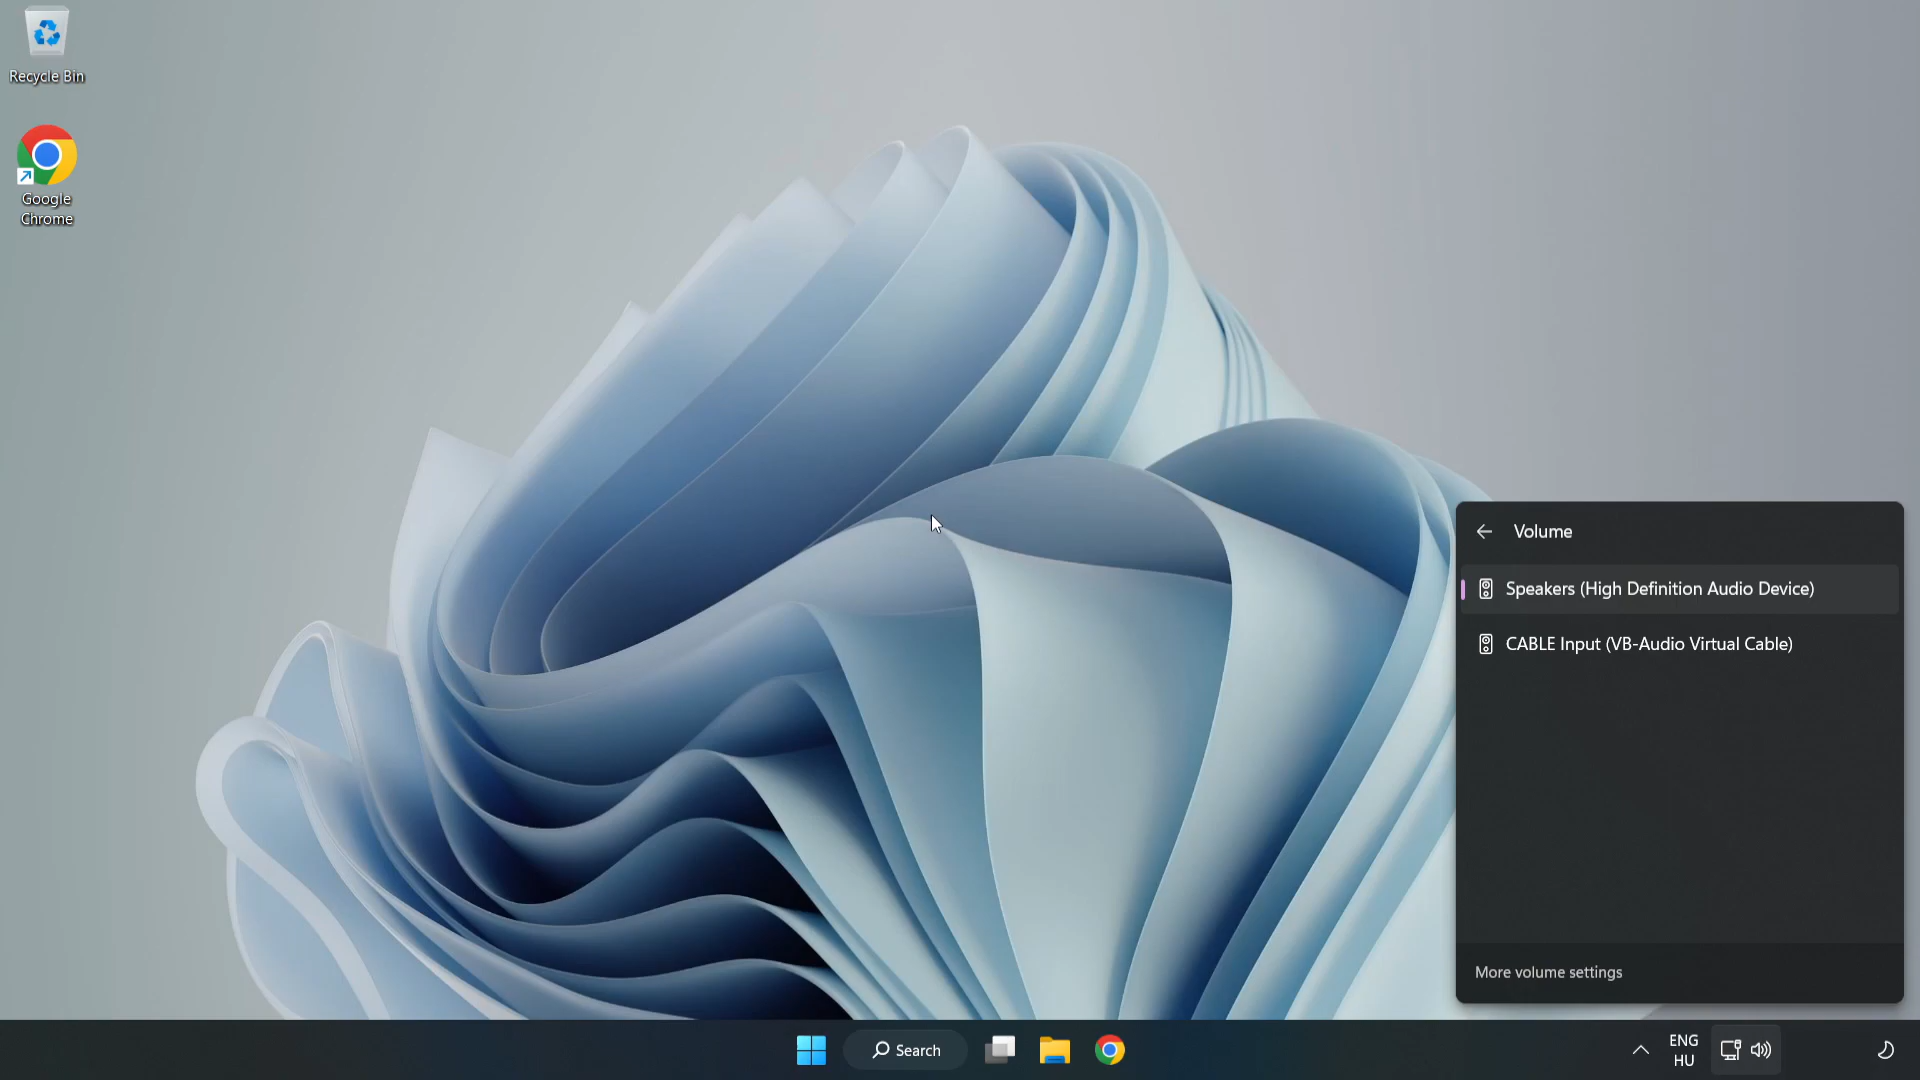 Recycle Bin
Google
Chrome
Volume
Speakers (High Definition Audio Device)
CABLE Input (VB-Audio Virtual Cable)
More volume settings
Search
ENG
HU